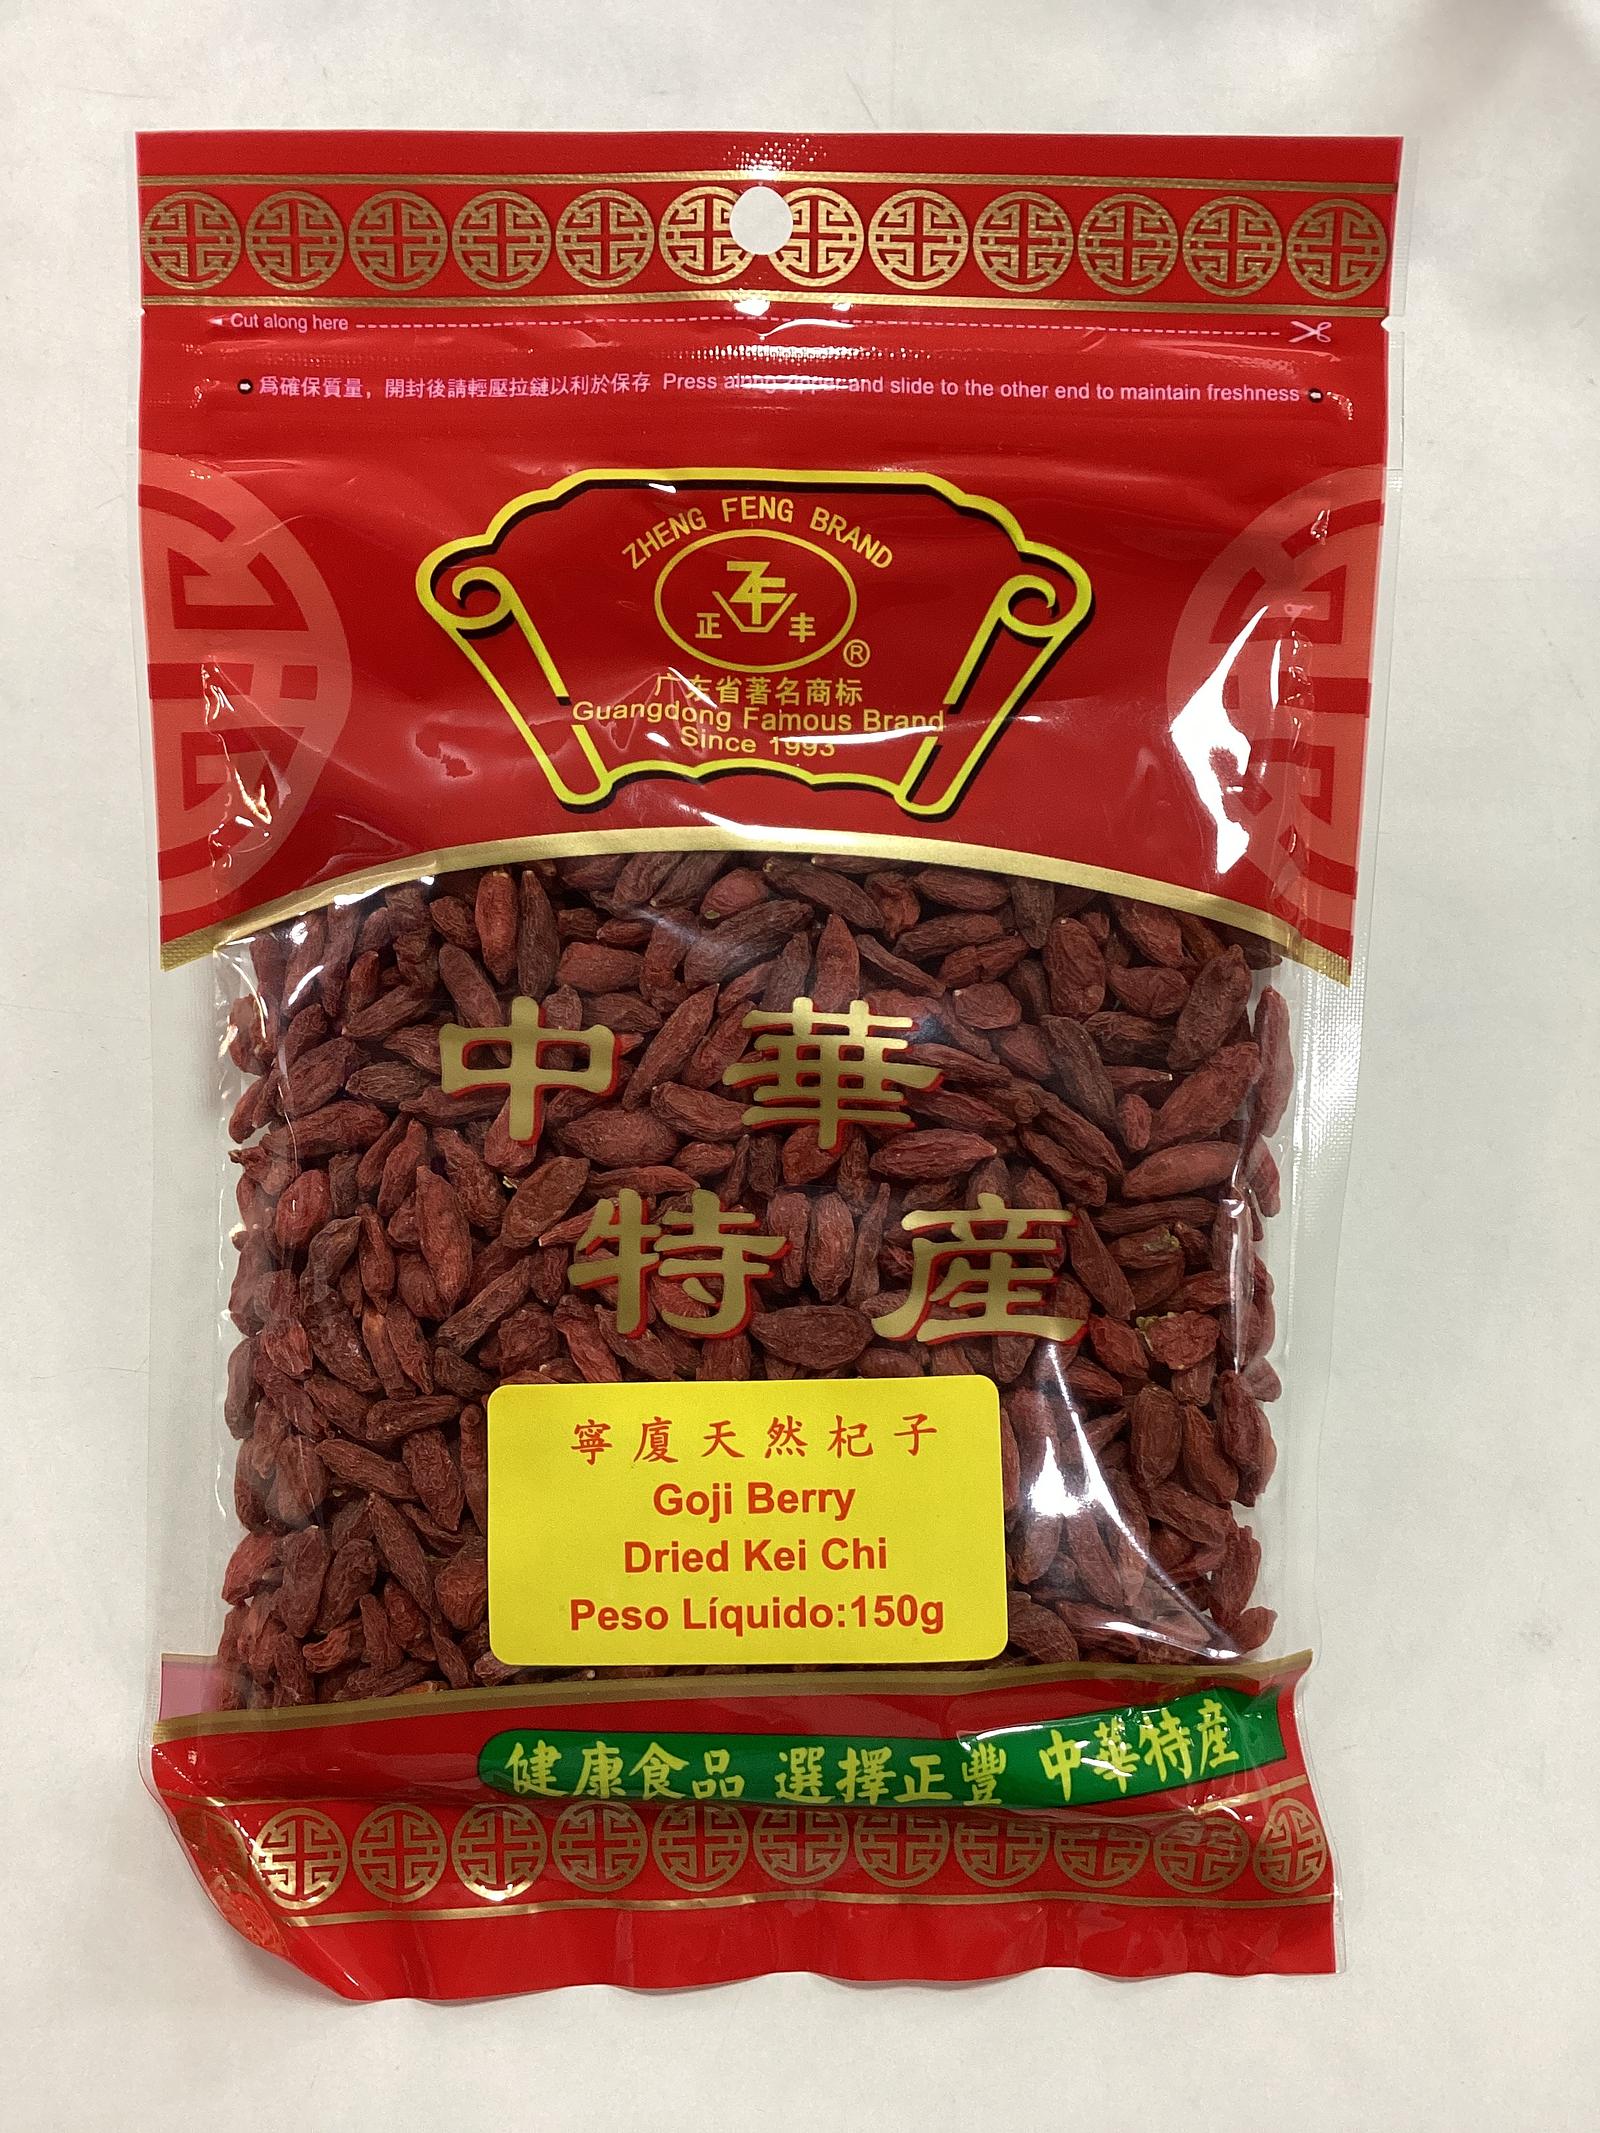 Cut along here
爲確保質量，開封後請輕壓拉鏈以利於保存 Press along zipper and slide to the other end to maintain freshness
ZHENG FENG BRAND
正 丰
®
广东省著名商标
Guangdong Famous Brand
Since 1993
中 華
特 産
寧廈天然杞子
Goji Berry
Dried Kei Chi
Peso Líquido:150g
健康食品 選擇正豐 中華特産